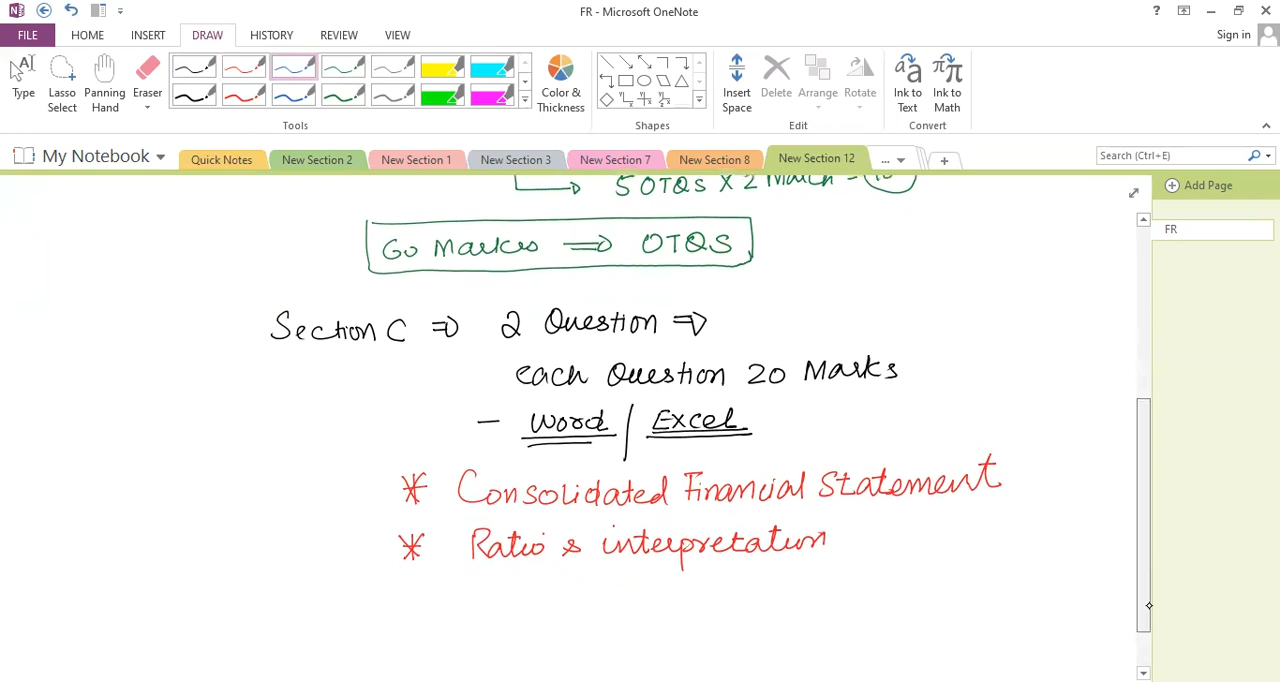 FR - Microsoft OneNote
?
FILE HOME INSERT DRAW HISTORY REVIEW VIEW
Sign in
Type Lasso Select Panning Hand Eraser
Color & Thickness
Insert Space Delete Arrange Rotate
Ink to Text Ink to Math
Tools Shapes Edit Convert
My Notebook Quick Notes New Section 2 New Section 1 New Section 3 New Section 7 New Section 8 New Section 12 ... +
Search (Ctrl+E)
Add Page
FR
5 OTQS X 2 March =
60 Markes ⇒ OTQS
Section C ⇒ 2 Question ⇒
each Question 20 Marks
- Word / Excel
* Consolidated Financial Statement
* Ratio & interpretation